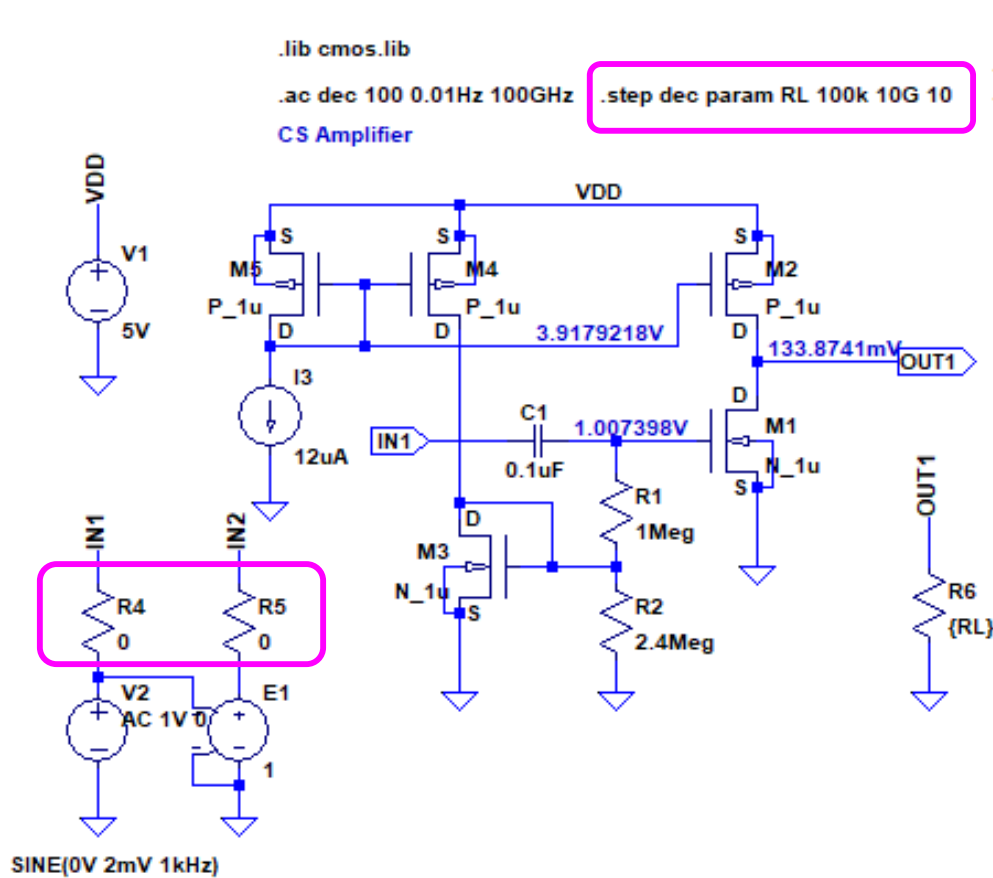 .lib cmos.lib
.ac dec 100 0.01Hz 100GHz
.step dec param RL 100k 10G 10
CS Amplifier
VDD
VDD
V1
5V
S
M5
P_1u
D
S
M4
P_1u
D
S
M2
P_1u
D
3.9179218V
133.8741mV
OUT1
I3
12uA
IN1
C1
0.1uF
1.007398V
D
M1
N_1u
S
R1
1Meg
D
M3
N_1u
S
R2
2.4Meg
OUT1
R6
{RL}
IN1
IN2
R4
0
R5
0
V2
AC 1V 0
E1
1
SINE(0V 2mV 1kHz)